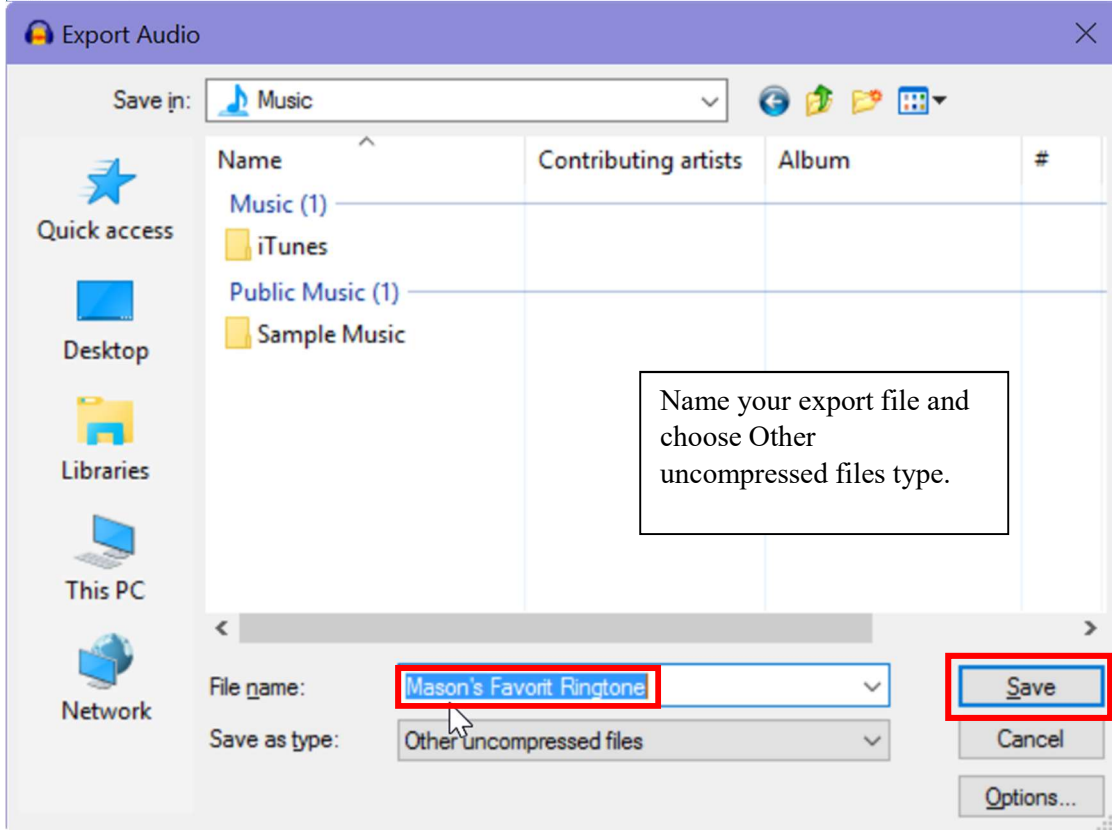 Export Audio
Save in: Music
Name Contributing artists Album #
Music (1)
Quick access
iTunes
Public Music (1)
Sample Music
Desktop
Name your export file and
choose Other
uncompressed files type.
Libraries
This PC
Network
File name: Mason's Favorit Ringtone Save
Save as type: Other uncompressed files Cancel
Options...